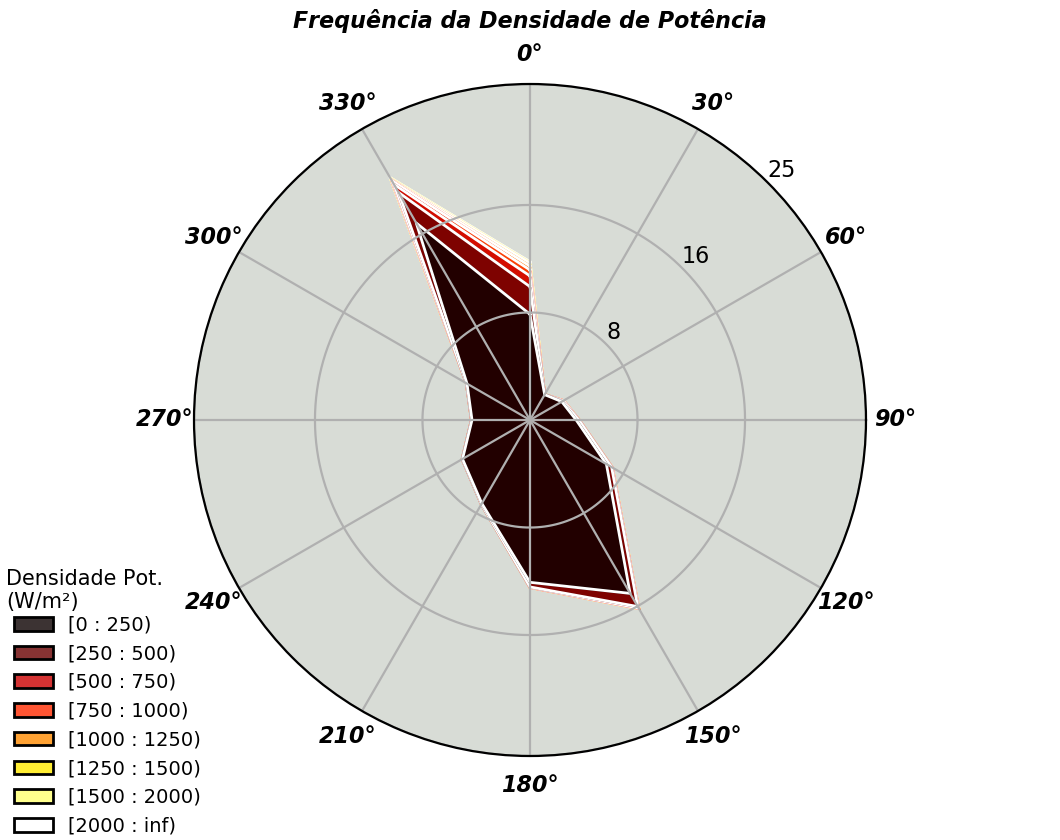 Frequência da Densidade de Potência
0°
330°
30°
25
300°
60°
16
8
270°
90°
240°
120°
210°
150°
180°
Densidade Pot.
(W/m²)
[0 : 250)
[250 : 500)
[500 : 750)
[750 : 1000)
[1000 : 1250)
[1250 : 1500)
[1500 : 2000)
[2000 : inf)